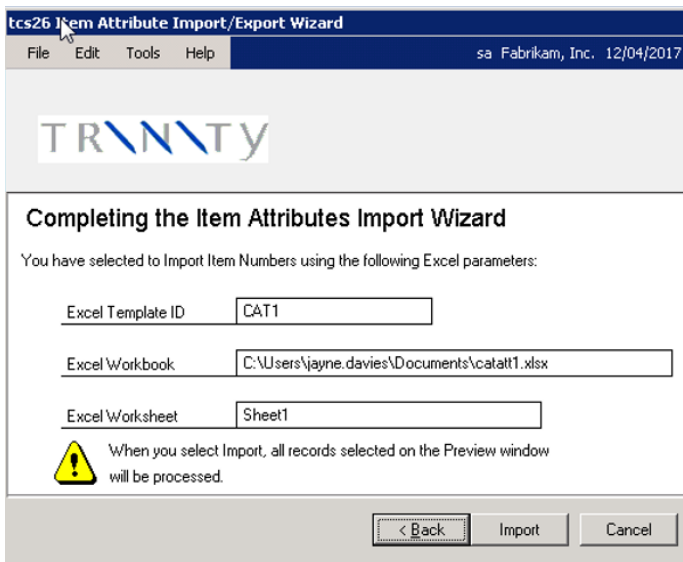 tcs26 Item Attribute Import/Export Wizard
File Edit Tools Help sa Fabrikam, Inc. 12/04/2017
TRINITY
Completing the Item Attributes Import Wizard
You have selected to Import Item Numbers using the following Excel parameters:
Excel Template ID CAT1
Excel Workbook C:\Users\jayne.davies\Documents\catatt1.xlsx
Excel Worksheet Sheet1
When you select Import, all records selected on the Preview window
will be processed.
< Back Import Cancel